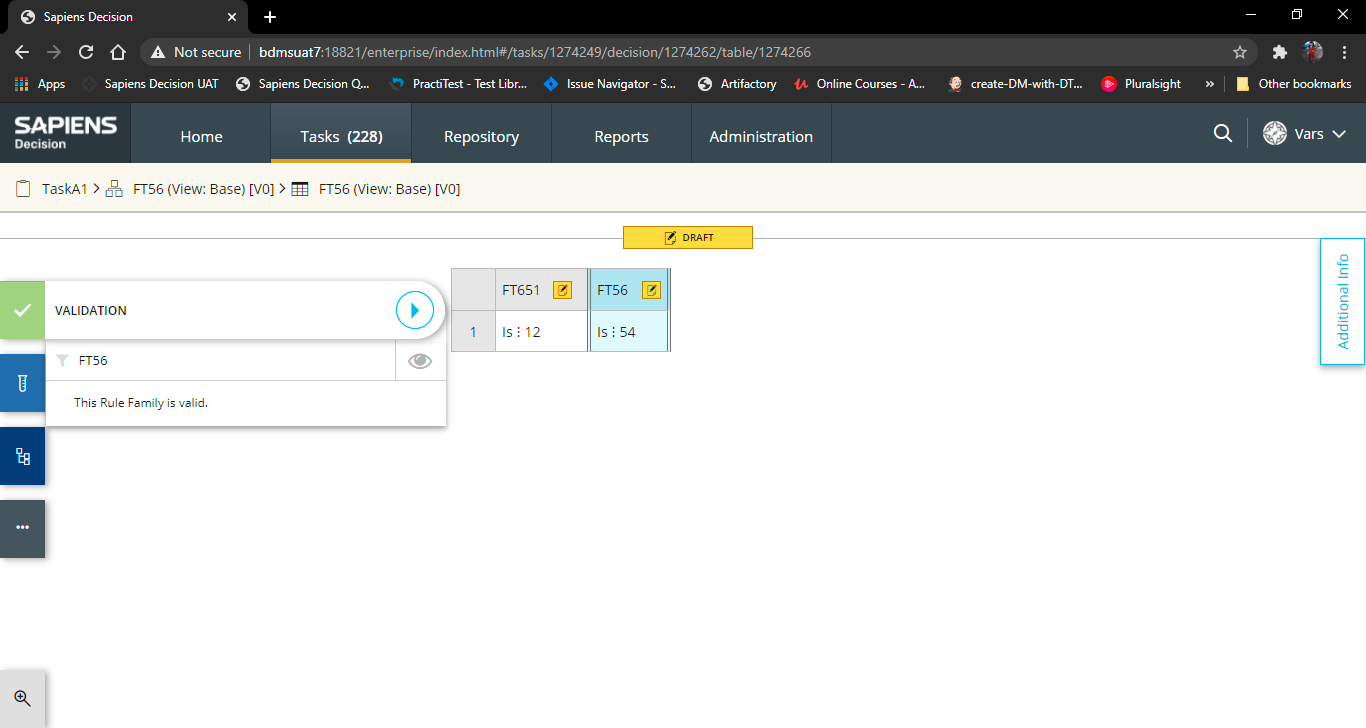 Sapiens Decision
Not secure bdmsuat7:18821/enterprise/index.html#/tasks/1274249/decision/1274262/table/1274266
Apps Sapiens Decision UAT Sapiens Decision Q... PractiTest - Test Libr... Issue Navigator - S... Artifactory Online Courses - A... create-DM-with-DT... Pluralsight » Other bookmarks
SAPIENS
Decision
Home Tasks (228) Repository Reports Administration Vars
TaskA1 > FT56 (View: Base) [V0] > FT56 (View: Base) [V0]
DRAFT
Additional Info
FT651 FT56
VALIDATION
1 Is ⋮ 12 Is ⋮ 54
FT56
This Rule Family is valid.